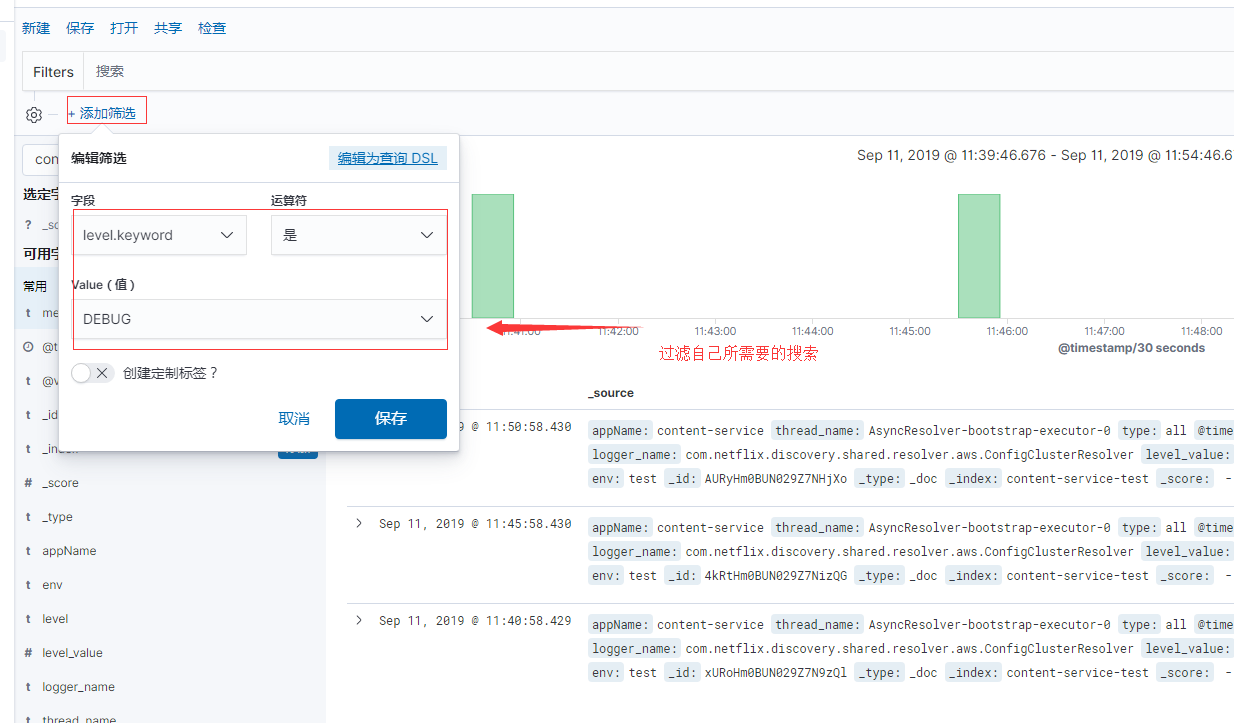 新建 保存 打开 共享 检查
Filters 搜索
+ 添加筛选
编辑筛选 编辑为查询 DSL
字段 运算符
level.keyword 是
Value（值）
DEBUG
创建定制标签？
取消 保存
con
选定字
? _sc
可用字
常用
t me
@t
t @v
t _id
t _index
# _score
t _type
t appName
t env
t level
# level_value
t logger_name
t thread_name
Sep 11, 2019 @ 11:39:46.676 - Sep 11, 2019 @ 11:54:46.6
11:41:00 11:42:00 11:43:00 11:44:00 11:45:00 11:46:00 11:47:00 11:48:00
过滤自己所需要的搜索
@timestamp/30 seconds
_source
9 @ 11:50:58.430 appName: content-service thread_name: AsyncResolver-bootstrap-executor-0 type: all @time
logger_name: com.netflix.discovery.shared.resolver.aws.ConfigClusterResolver level_value:
env: test _id: AURyHm0BUN029Z7NHjXo _type: _doc _index: content-service-test _score: -
Sep 11, 2019 @ 11:45:58.430 appName: content-service thread_name: AsyncResolver-bootstrap-executor-0 type: all @time
logger_name: com.netflix.discovery.shared.resolver.aws.ConfigClusterResolver level_value:
env: test _id: 4kRtHm0BUN029Z7NizQG _type: _doc _index: content-service-test _score: -
Sep 11, 2019 @ 11:40:58.429 appName: content-service thread_name: AsyncResolver-bootstrap-executor-0 type: all @time
logger_name: com.netflix.discovery.shared.resolver.aws.ConfigClusterResolver level_value:
env: test _id: xURoHm0BUN029Z7N9zQl _type: _doc _index: content-service-test _score: -